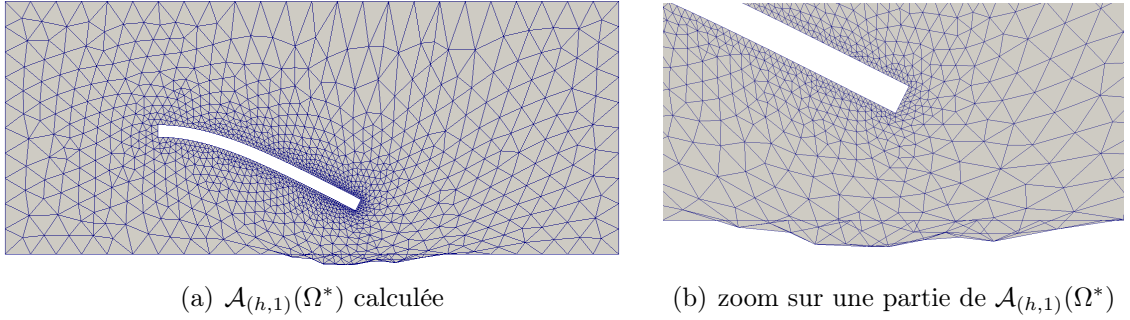 (a) $\mathcal{A}_{(h,1)}(\Omega^*)$ calculée
(b) zoom sur une partie de $\mathcal{A}_{(h,1)}(\Omega^*)$